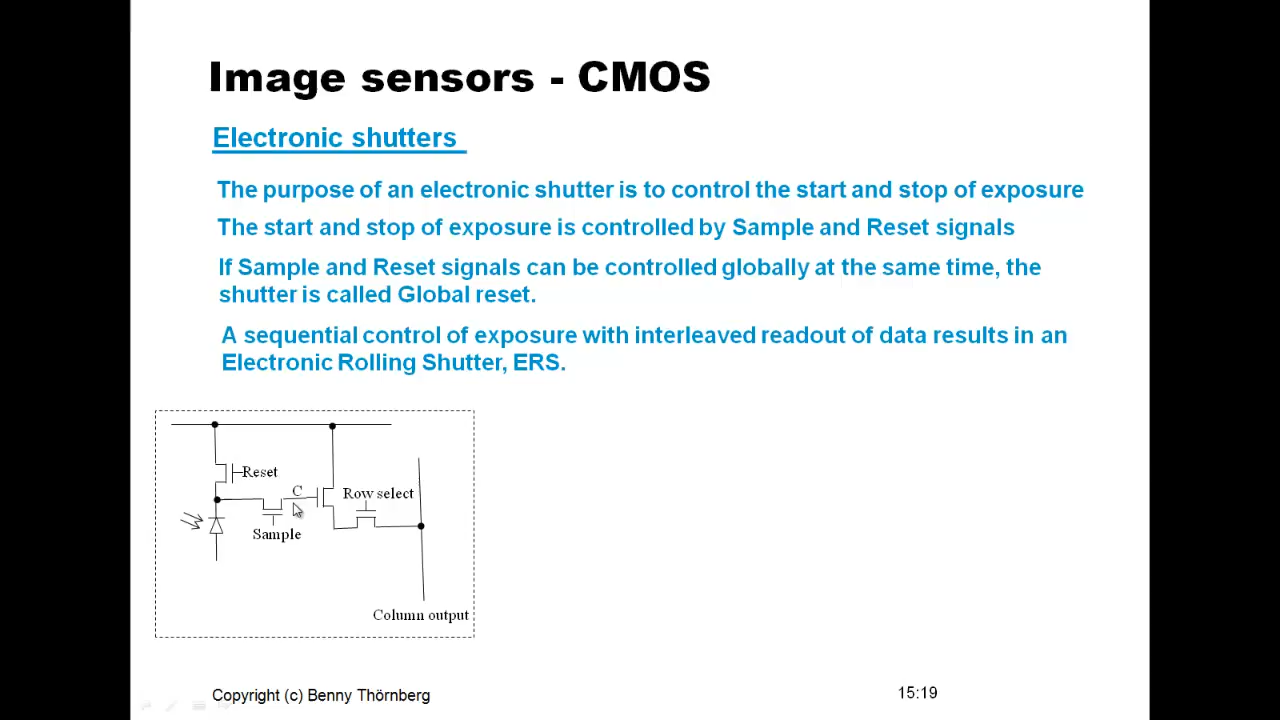 Image sensors - CMOS
Electronic shutters
The purpose of an electronic shutter is to control the start and stop of exposure
The start and stop of exposure is controlled by Sample and Reset signals
If Sample and Reset signals can be controlled globally at the same time, the
shutter is called Global reset.
A sequential control of exposure with interleaved readout of data results in an
Electronic Rolling Shutter, ERS.
Reset
C
Row select
Sample
Column output
Copyright (c) Benny Thörnberg
15:19